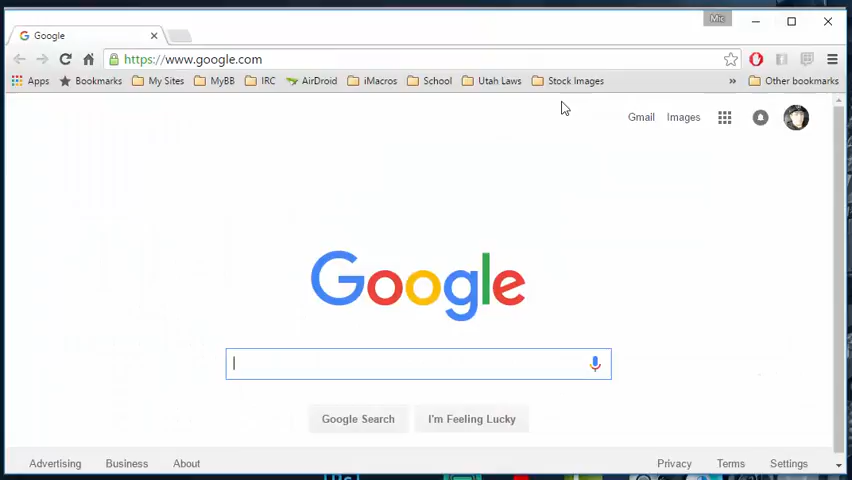 Mic
Google
https://www.google.com
Apps Bookmarks My Sites MyBB IRC AirDroid iMacros School Utah Laws Stock Images » Other bookmarks
Gmail Images
Google
Google Search I'm Feeling Lucky
Advertising Business About Privacy Terms Settings